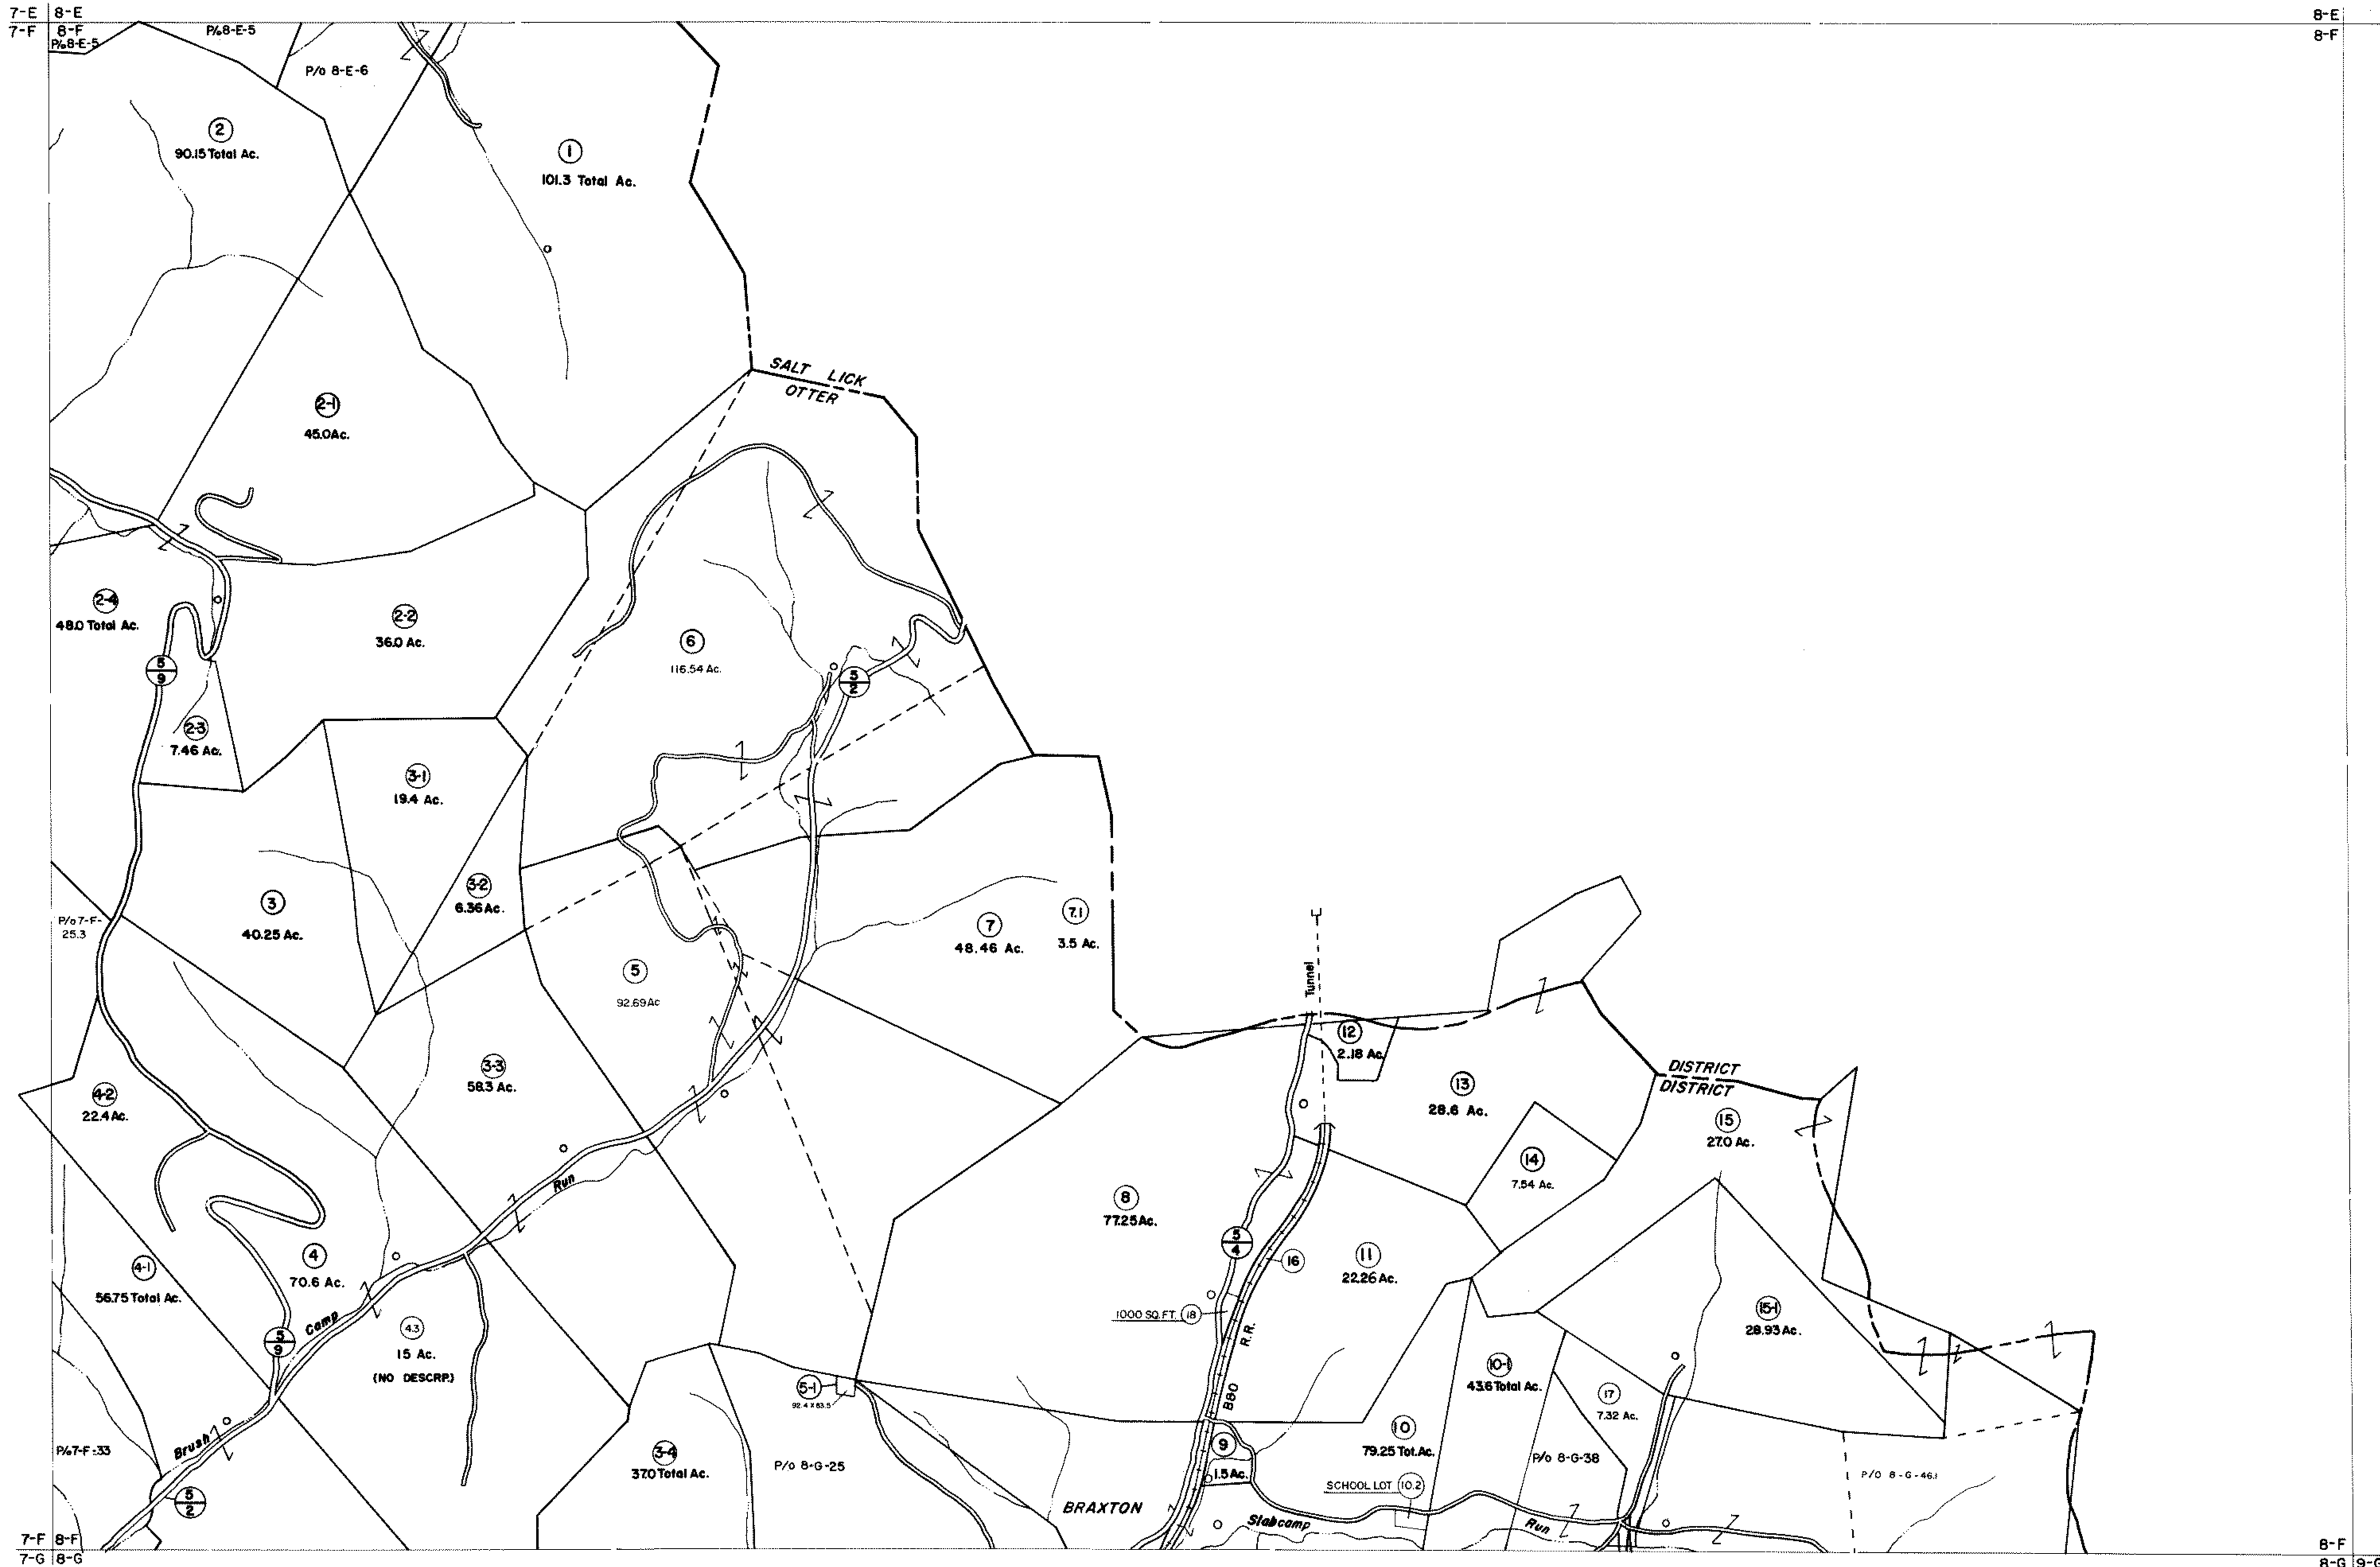 7-E 8-E
7-F 8-F
8-E
8-F
P/o 8-E-5
P/o 8-E-5
P/o 8-E-6
2
90.15 Total Ac.
1
101.3 Total Ac.
SALT LICK
OTTER
2-1
45.0 Ac.
2-4
48.0 Total Ac.
2-2
36.0 Ac.
6
116.54 Ac.
5
9
5
2
2-3
7.46 Ac.
3-1
19.4 Ac.
3-2
6.36 Ac.
3
40.25 Ac.
P/o 7-F-
25.3
7
48.46 Ac.
7.1
3.5 Ac.
5
92.69 Ac
Tunnel
12
2.18 Ac.
3-3
58.3 Ac.
13
28.6 Ac.
DISTRICT
DISTRICT
4-2
22.4 Ac.
15
27.0 Ac.
14
7.54 Ac.
Run
8
77.25 Ac.
5
4
16
11
22.26 Ac.
4-1
56.75 Total Ac.
4
70.6 Ac.
1000 SQ.FT. 18
15-1
28.93 Ac.
Camp
5
9
4.3
15 Ac.
(NO DESCRP.)
R.R.
B&O
10-1
43.6 Total Ac.
5-1
92.4 X 83.5
17
7.32 Ac.
10
79.25 Tot. Ac.
P/o 7-F-33
Brush
3-4
37.0 Total Ac.
P/o 8-G-25
9
1.5 Ac.
P/o 8-G-38
P/O 8-G-46.1
SCHOOL LOT 10.2
5
2
BRAXTON
Slabcamp
Run
7-F 8-F
7-G 8-G
8-F
8-G 9-G